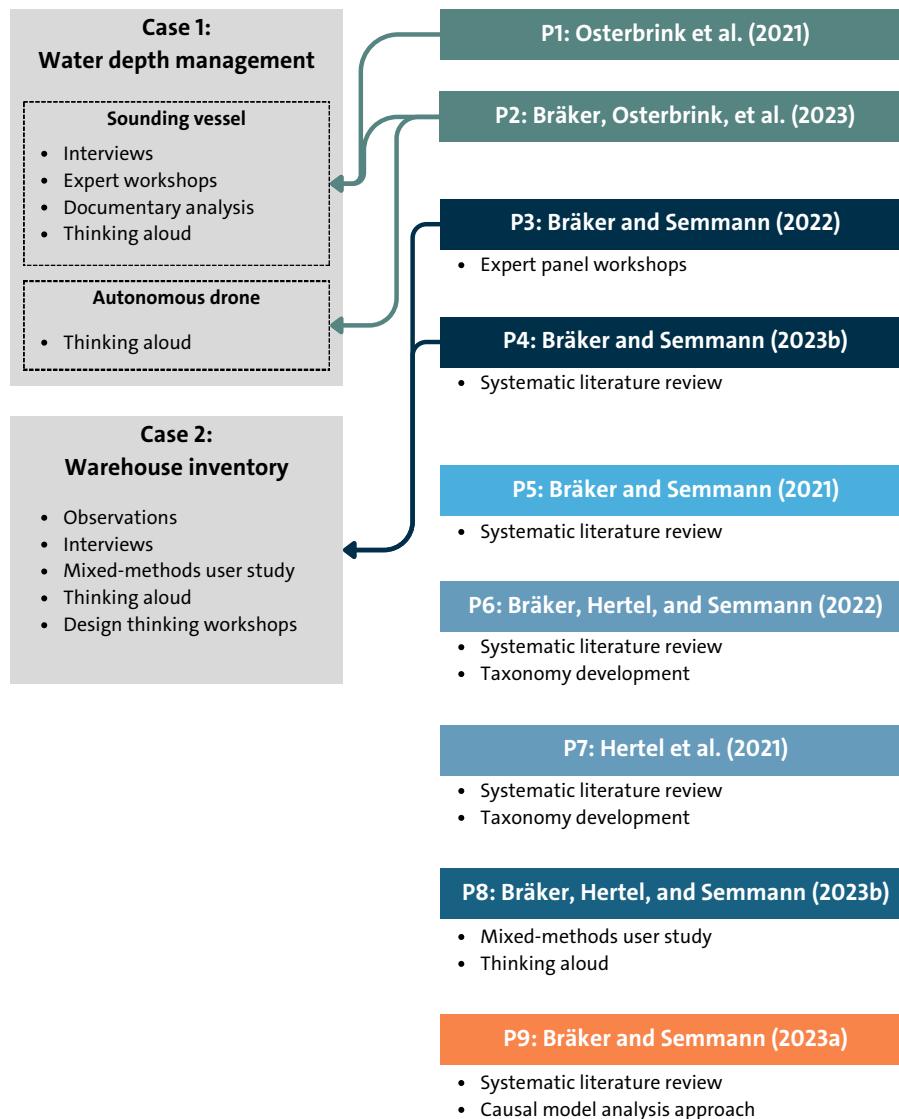 Case 1:
Water depth management
Sounding vessel
• Interviews
• Expert workshops
• Documentary analysis
• Thinking aloud
Autonomous drone
• Thinking aloud
Case 2:
Warehouse inventory
• Observations
• Interviews
• Mixed-methods user study
• Thinking aloud
• Design thinking workshops
P1: Osterbrink et al. (2021)
P2: Bräker, Osterbrink, et al. (2023)
P3: Bräker and Semmann (2022)
• Expert panel workshops
P4: Bräker and Semmann (2023b)
• Systematic literature review
P5: Bräker and Semmann (2021)
• Systematic literature review
P6: Bräker, Hertel, and Semmann (2022)
• Systematic literature review
• Taxonomy development
P7: Hertel et al. (2021)
• Systematic literature review
• Taxonomy development
P8: Bräker, Hertel, and Semmann (2023b)
• Mixed-methods user study
• Thinking aloud
P9: Bräker and Semmann (2023a)
• Systematic literature review
• Causal model analysis approach